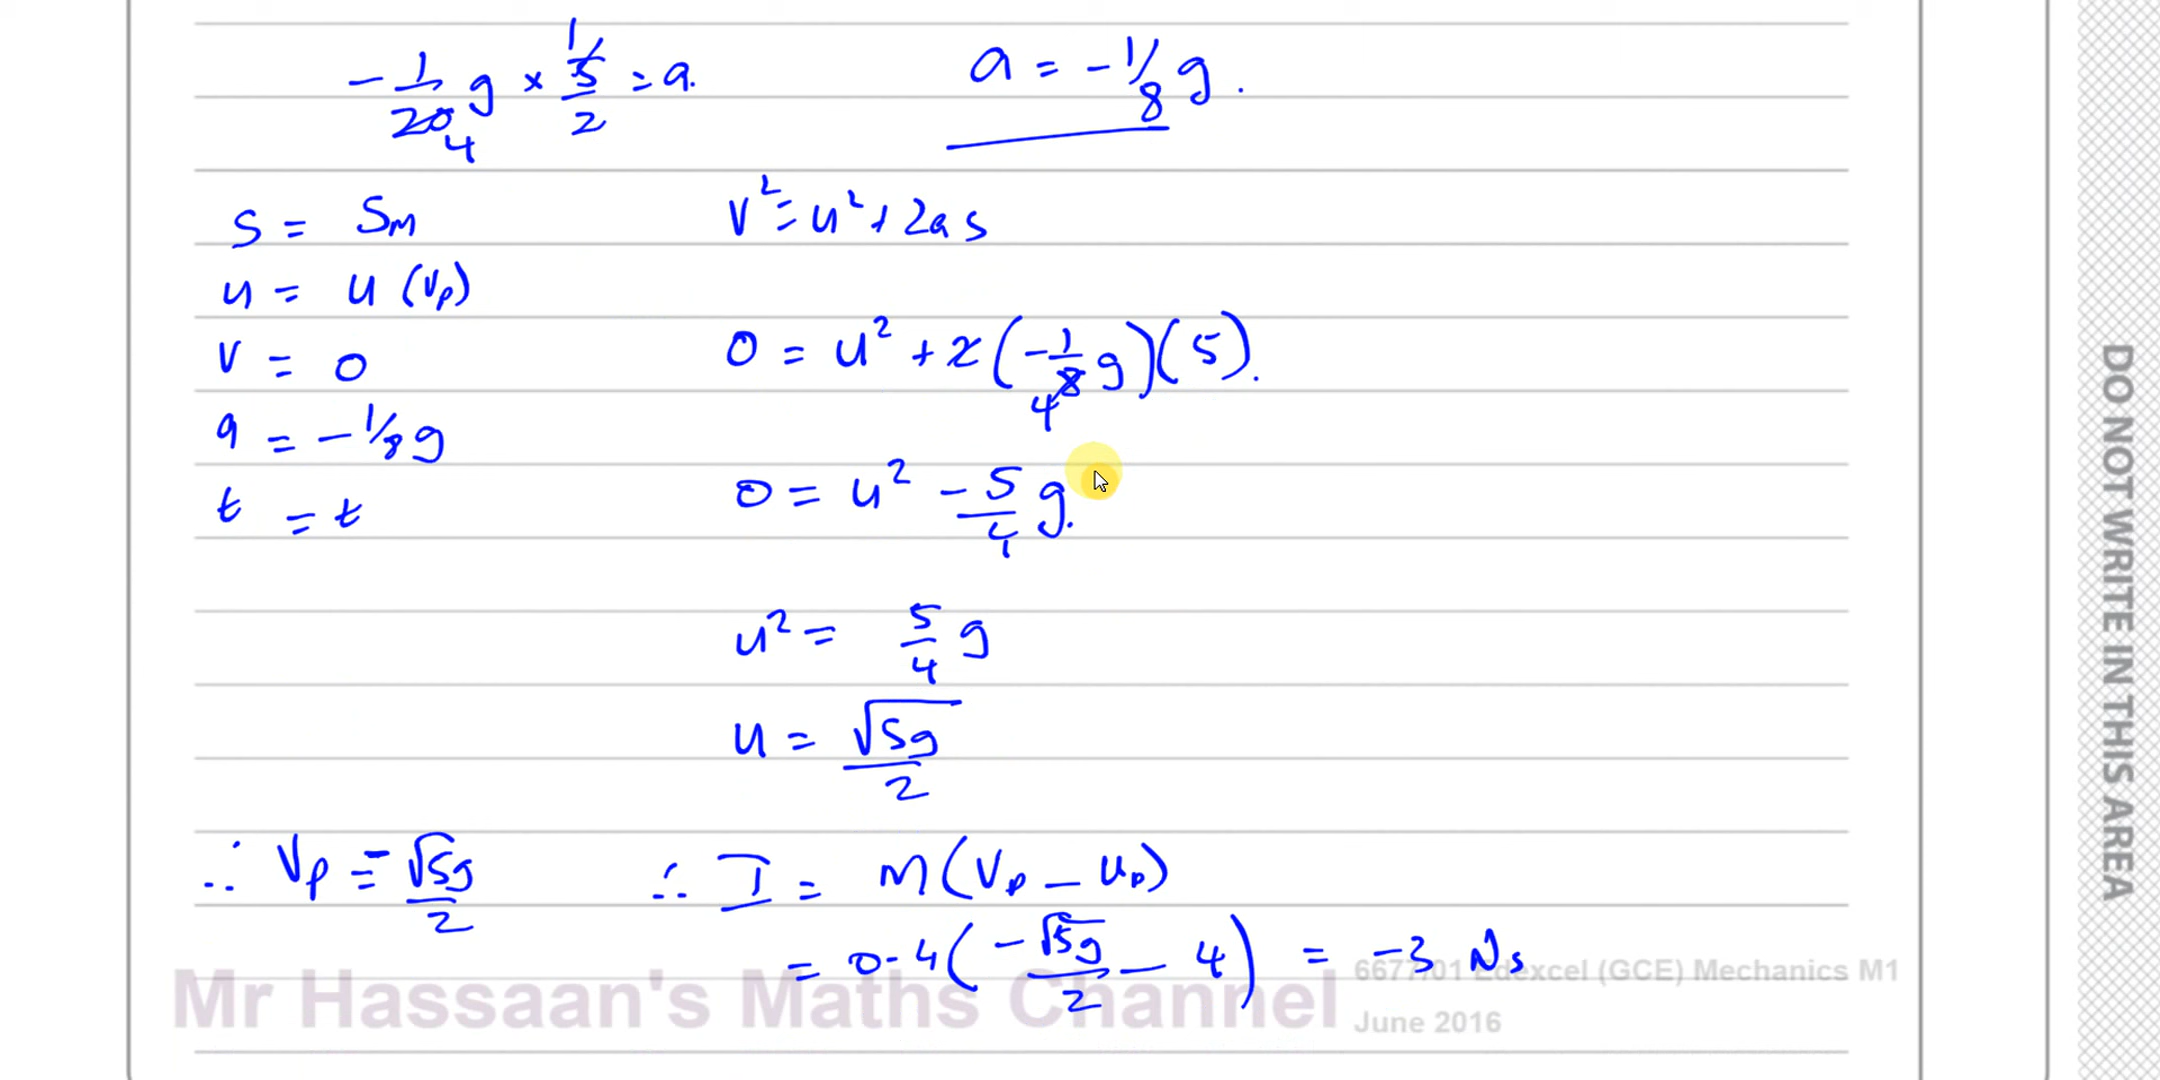 -1/20 g × 1/5/2 = a.
4
a = -1/8 g.
s = 5m
u = u (Vp)
v = 0
a = -1/8 g
t = t
v² = u² + 2as
0 = u² + 2(-1/8 g)(5).
4
0 = u² - 5/4 g.
u² = 5/4 g
u = √5g/2
∴ Vp = √5g/2
∴ I = m(Vp - up)
= 0.4(-√5g/2 - 4) = -3 Ns
Mr Hassaan's Maths Channel
6677/01 Edexcel (GCE) Mechanics M1
June 2016
DO NOT WRITE IN THIS AREA